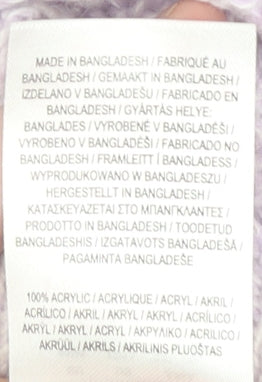 MADE IN BANGLADESH / FABRIQUÉ AU
BANGLADESH / GEMAAKT IN BANGLADESH /
IZDELANO V BANGLADEŠU / FABRICADO EN
BANGLADESH / GYÁRTÁS HELYE:
BANGLADES / VYROBENÉ V BANGLADÉŠI /
VYROBENO V BANGLADÉŠI / FABRICADO NO
BANGLADESH / FRAMLEITT Í BANGLADESS /
WYPRODUKOWANO W BANGLADESZU /
HERGESTELLT IN BANGLADESH /
ΚΑΤΑΣΚΕΥΑΖΕΤΑΙ ΣΤΟ ΜΠΑΝΓΚΛΑΝΤΕΣ /
PRODOTTO IN BANGLADESH / TOODETUD
BANGLADESHIS / IZGATAVOTS BANGLADEŠĀ /
PAGAMINTA BANGLADEŠE
100% ACRYLIC / ACRYLIQUE / ACRYL / AKRIL /
ACRÍLICO / AKRIL / AKRYL / AKRYL / ACRÍLICO /
AKRÝL / AKRYL / ACRYL / ΑΚΡΥΛΙΚΟ / ACRILICO /
AKRÜÜL / AKRILS / AKRILINIS PLUOŠTAS